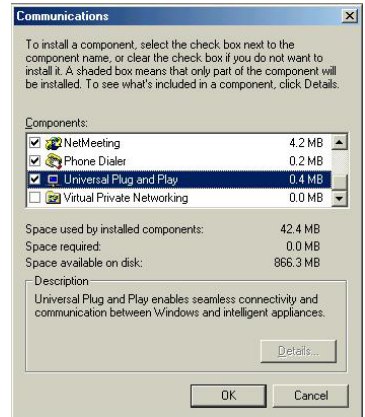 Communications
To install a component, select the check box next to the
component name, or clear the check box if you do not want to
install it. A shaded box means that only part of the component will
be installed. To see what's included in a component, click Details.
Components:
NetMeeting 4.2 MB
Phone Dialer 0.2 MB
Universal Plug and Play 0.4 MB
Virtual Private Networking 0.0 MB
Space used by installed components: 42.4 MB
Space required: 0.0 MB
Space available on disk: 866.3 MB
Description
Universal Plug and Play enables seamless connectivity and
communication between Windows and intelligent appliances.
Details...
OK Cancel